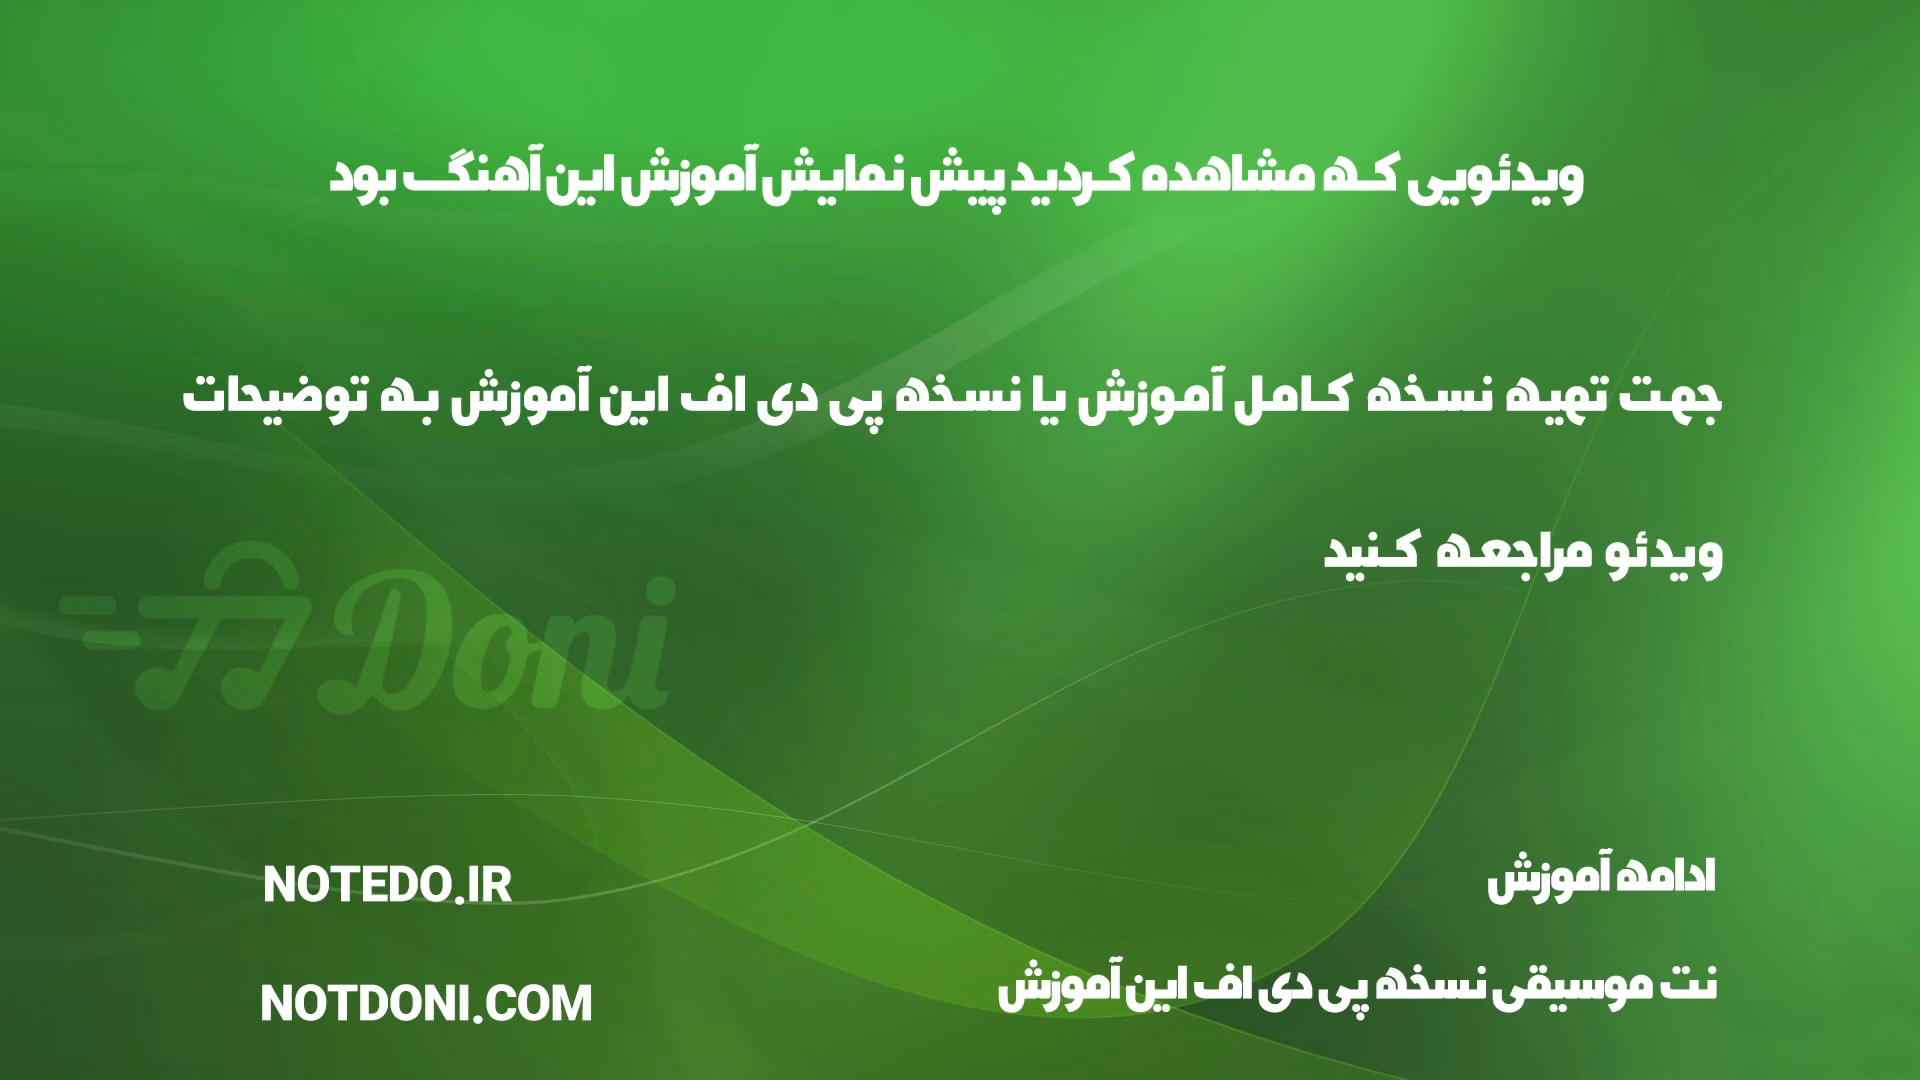 ویدئویی که مشاهده کردید پیش نمایش آموزش این آهنگ بود
جهت تهیه نسخه کامل آموزش یا نسخه پی دی اف این آموزش به توضیحات
ویدئو مراجعه کنید
Doni
ادامه آموزش
NOTEDO.IR
نت موسیقی نسخه پی دی اف این آموزش
NOTDONI.COM